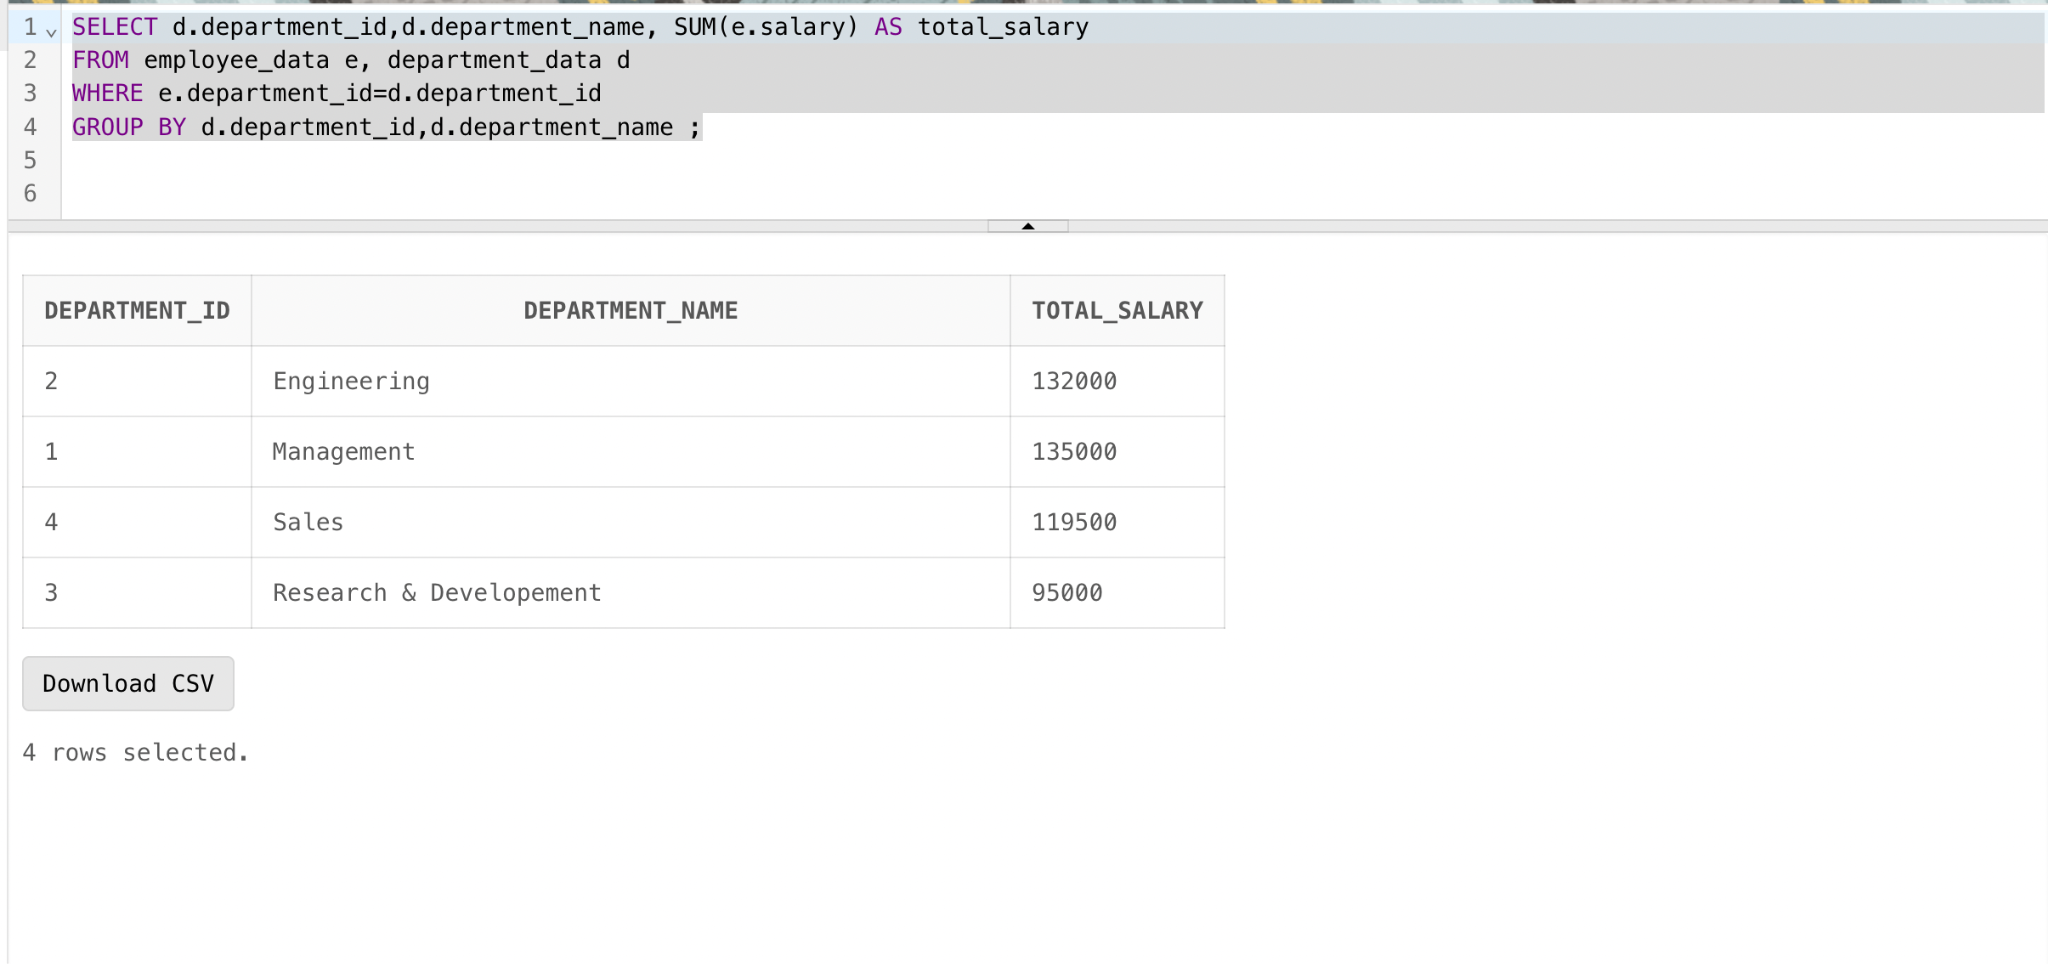 1 SELECT d.department_id,d.department_name, SUM(e.salary) AS total_salary
2 FROM employee_data e, department_data d
3 WHERE e.department_id=d.department_id
4 GROUP BY d.department_id,d.department_name ;
5
6
DEPARTMENT_ID DEPARTMENT_NAME TOTAL_SALARY
2 Engineering 132000
1 Management 135000
4 Sales 119500
3 Research & Developement 95000
Download CSV
4 rows selected.